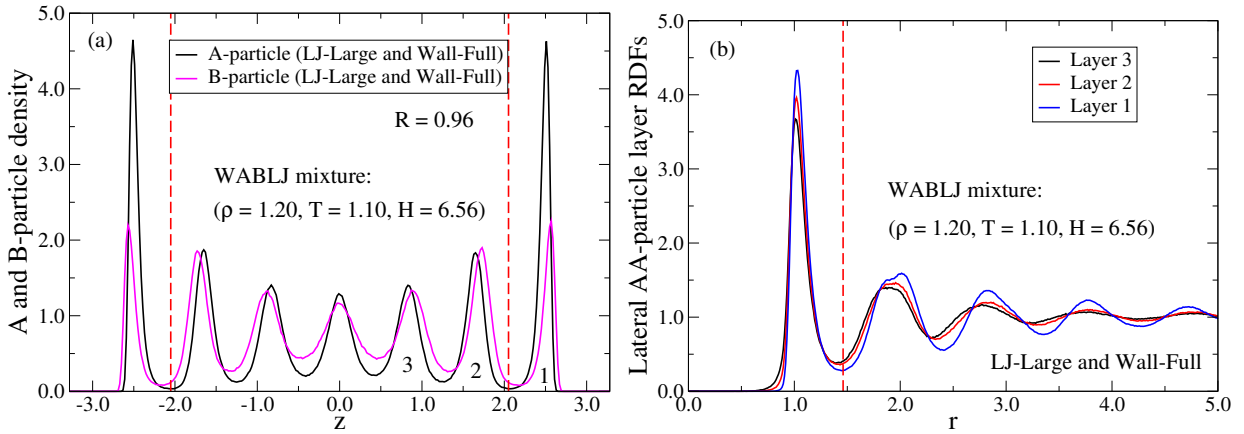 (a)
A-particle (LJ-Large and Wall-Full)
B-particle (LJ-Large and Wall-Full)
R = 0.96
WABLJ mixture:
(ρ = 1.20, T = 1.10, H = 6.56)
3
2
1
A and B-particle density
5.0
4.0
3.0
2.0
1.0
0.0
-3.0 -2.0 -1.0 0.0 1.0 2.0 3.0
z
(b)
Layer 3
Layer 2
Layer 1
WABLJ mixture:
(ρ = 1.20, T = 1.10, H = 6.56)
LJ-Large and Wall-Full
Lateral AA-particle layer RDFs
5.0
4.0
3.0
2.0
1.0
0.0
0.0 1.0 2.0 3.0 4.0 5.0
r